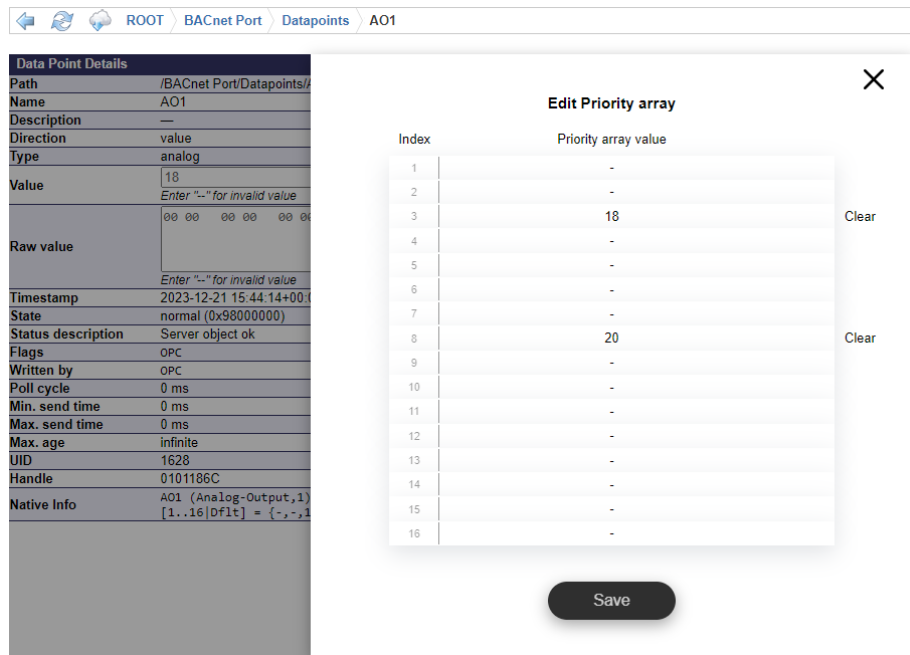 ROOT BACnet Port Datapoints AO1
Data Point Details
Path /BACnet Port/Datapoints/
Name AO1
Description —
Direction value
Type analog
Value 18
Enter "--" for invalid value
Raw value 00 00 00 00 00 00
Enter "--" for invalid value
Timestamp 2023-12-21 15:44:14+00:
State normal (0x98000000)
Status description Server object ok
Flags OPC
Written by OPC
Poll cycle 0 ms
Min. send time 0 ms
Max. send time 0 ms
Max. age infinite
UID 1628
Handle 0101186C
Native Info AO1 (Analog-Output,1)
[1..16|Dflt] = {-,-,1
Edit Priority array
Index Priority array value
1 -
2 -
3 18 Clear
4 -
5 -
6 -
7 -
8 20 Clear
9 -
10 -
11 -
12 -
13 -
14 -
15 -
16 -
Save